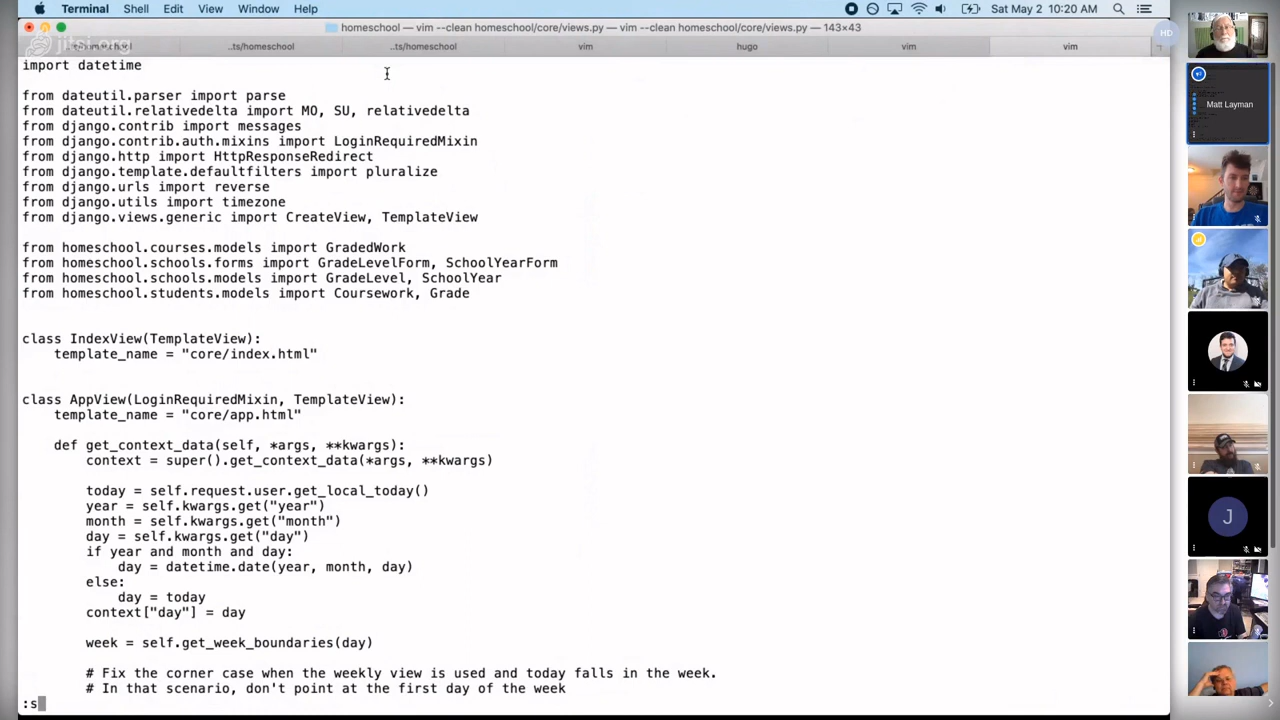 Terminal Shell Edit View Window Help Sat May 2 10:20 AM
homeschool — vim --clean homeschool/core/views.py — vim --clean homeschool/core/views.py — 143×43
jitsi.org
..ts/homeschool ..ts/homeschool vim hugo vim vim
HD
import datetime
from dateutil.parser import parse
from dateutil.relativedelta import MO, SU, relativedelta
from django.contrib import messages
from django.contrib.auth.mixins import LoginRequiredMixin
from django.http import HttpResponseRedirect
from django.template.defaultfilters import pluralize
from django.urls import reverse
from django.utils import timezone
from django.views.generic import CreateView, TemplateView
from homeschool.courses.models import GradedWork
from homeschool.schools.forms import GradeLevelForm, SchoolYearForm
from homeschool.schools.models import GradeLevel, SchoolYear
from homeschool.students.models import Coursework, Grade
class IndexView(TemplateView):
template_name = "core/index.html"
class AppView(LoginRequiredMixin, TemplateView):
template_name = "core/app.html"
def get_context_data(self, *args, **kwargs):
context = super().get_context_data(*args, **kwargs)
today = self.request.user.get_local_today()
year = self.kwargs.get("year")
month = self.kwargs.get("month")
day = self.kwargs.get("day")
if year and month and day:
day = datetime.date(year, month, day)
else:
day = today
context["day"] = day
week = self.get_week_boundaries(day)
# Fix the corner case when the weekly view is used and today falls in the week.
# In that scenario, don't point at the first day of the week
:s
Matt Layman
J